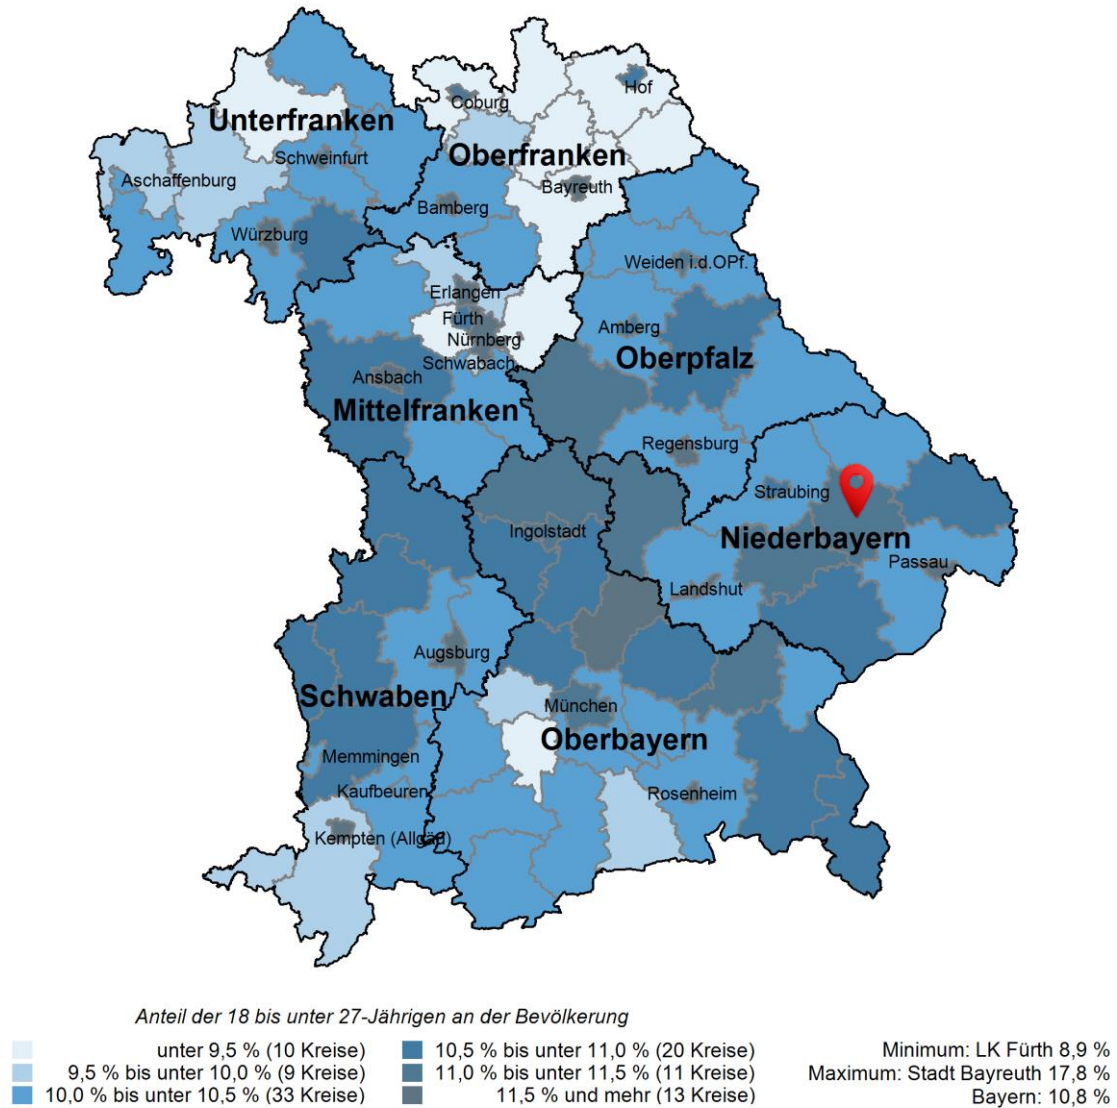 Hof
Coburg
Unterfranken
Oberfranken
Schweinfurt
Aschaffenburg
Bayreuth
Bamberg
Würzburg
Weiden i.d.OPf.
Erlangen
Fürth
Amberg
Nürnberg
Schwabach
Oberpfalz
Ansbach
Mittelfranken
Regensburg
Straubing
Ingolstadt
Niederbayern
Passau
Landshut
Augsburg
Schwaben
München
Oberbayern
Memmingen
Kaufbeuren
Rosenheim
Kempten (Allgäu)
Anteil der 18 bis unter 27-Jährigen an der Bevölkerung
unter 9,5 % (10 Kreise)
9,5 % bis unter 10,0 % (9 Kreise)
10,0 % bis unter 10,5 % (33 Kreise)
10,5 % bis unter 11,0 % (20 Kreise)
11,0 % bis unter 11,5 % (11 Kreise)
11,5 % und mehr (13 Kreise)
Minimum: LK Fürth 8,9 %
Maximum: Stadt Bayreuth 17,8 %
Bayern: 10,8 %